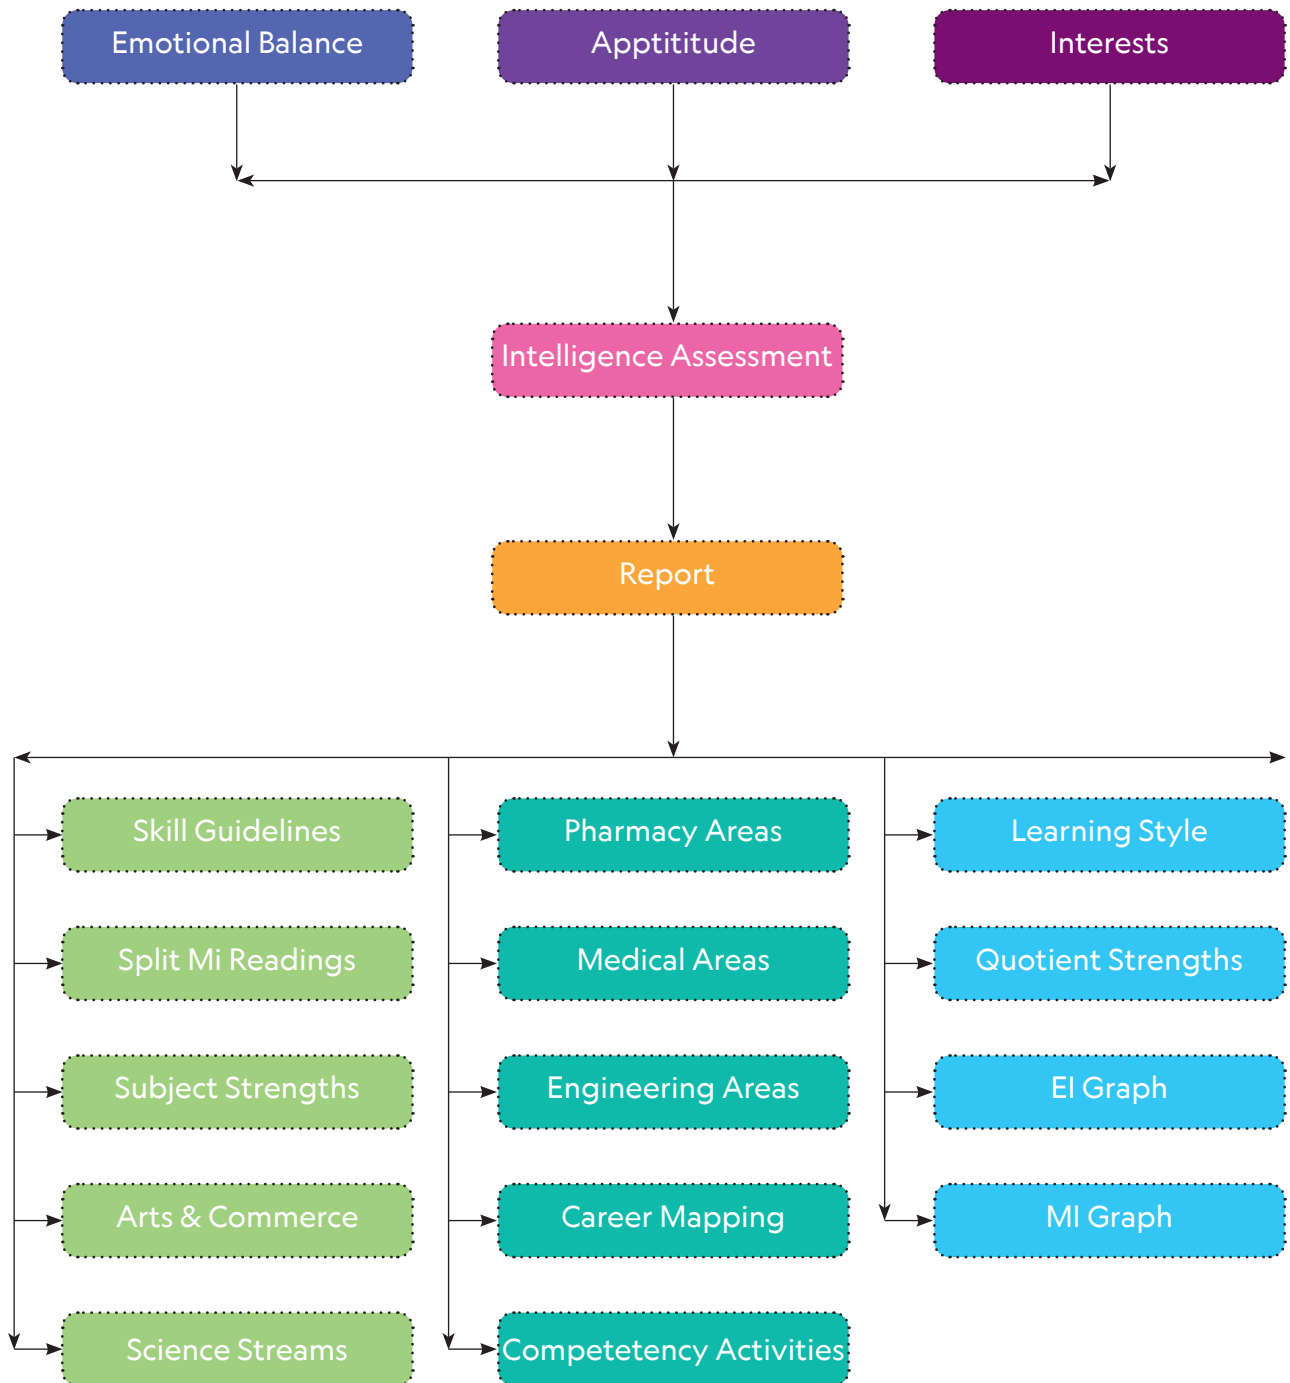 Emotional Balance
Apptititude
Interests
Intelligence Assessment
Report
Skill Guidelines
Pharmacy Areas
Learning Style
Split Mi Readings
Medical Areas
Quotient Strengths
Subject Strengths
Engineering Areas
EI Graph
Arts & Commerce
Career Mapping
MI Graph
Science Streams
Competetency Activities